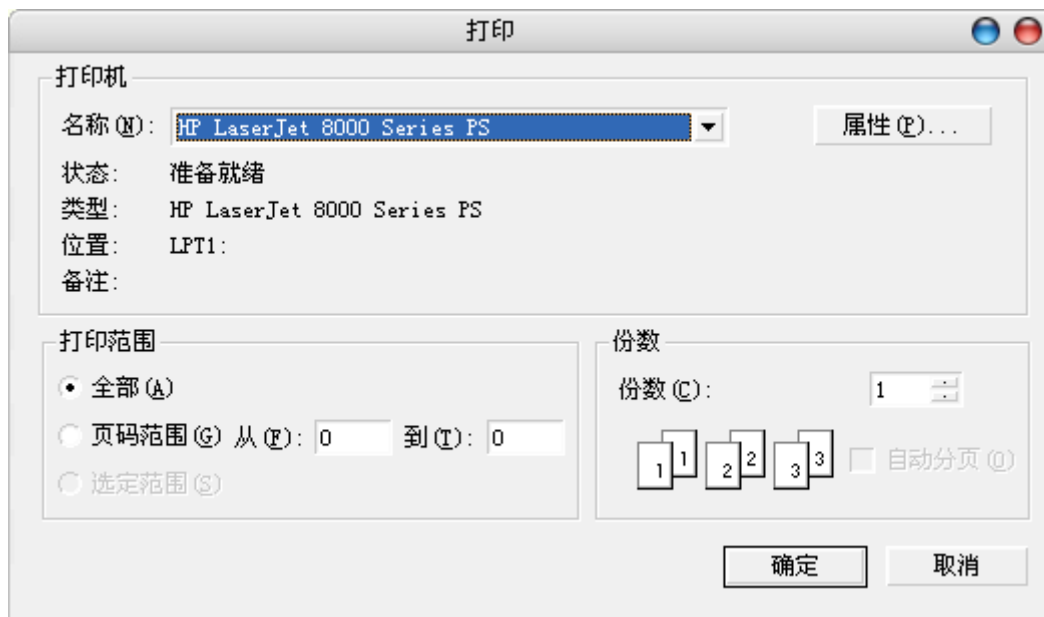 打印
打印机
名称(N): HP LaserJet 8000 Series PS 属性(P)...
状态: 准备就绪
类型: HP LaserJet 8000 Series PS
位置: LPT1:
备注:
打印范围
全部(A)
页码范围(G) 从(F): 0 到(T): 0
选定范围(S)
份数
份数(C): 1
1 1 2 2 3 3 自动分页(O)
确定 取消